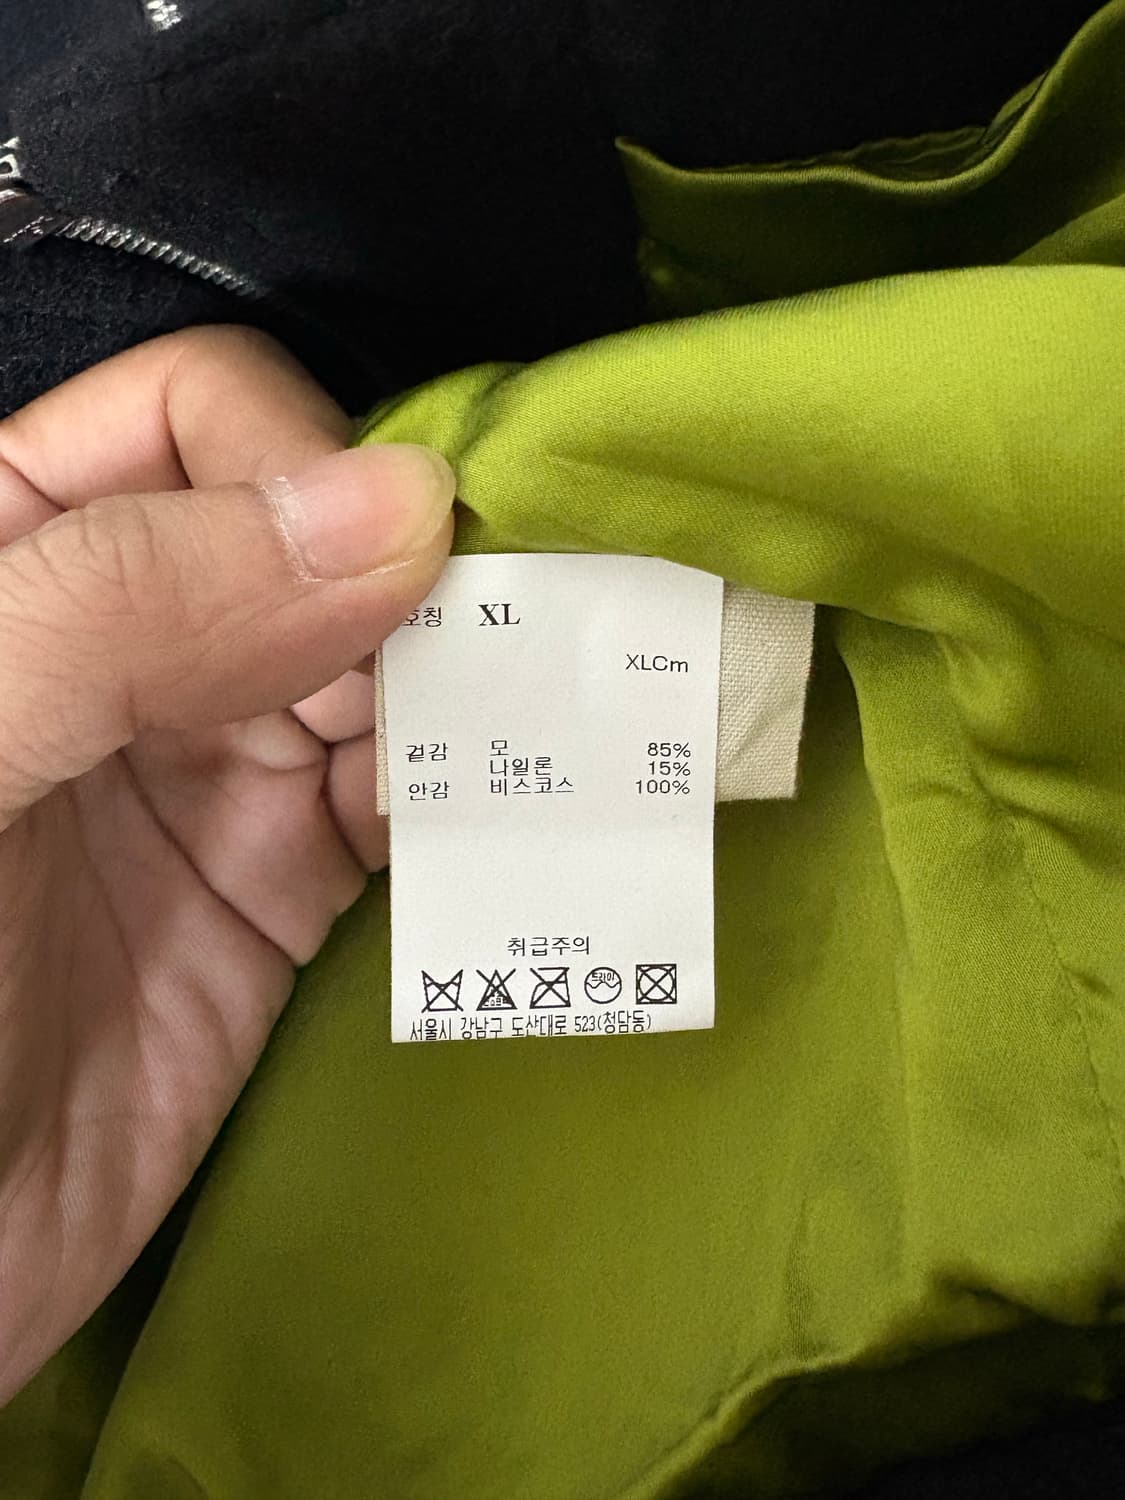 호칭 XL
XLCm
겉감 모 85%
나일론 15%
안감 비스코스 100%
취급주의
드라이
서울시 강남구 도산대로 523(청담동)